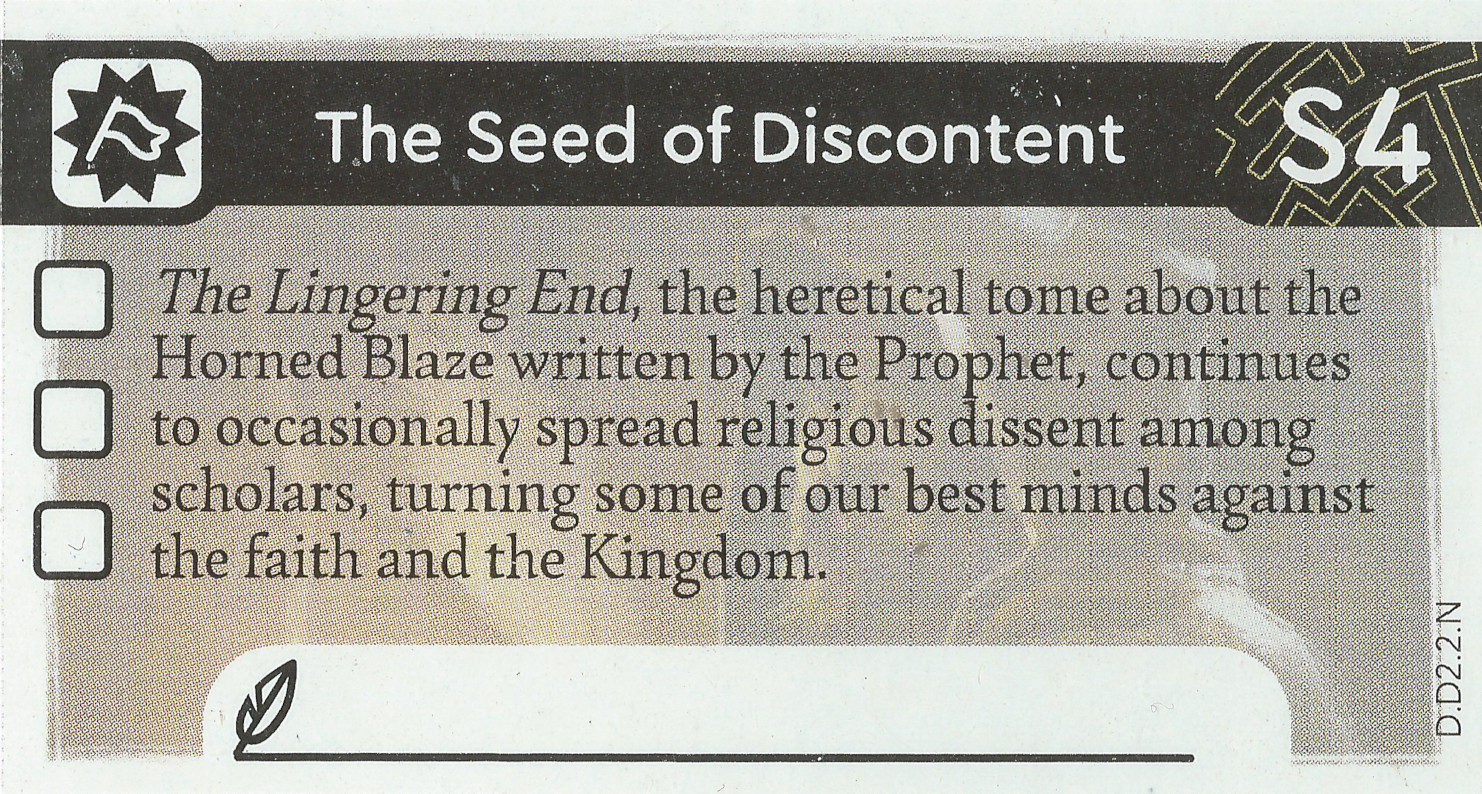 The Seed of Discontent
S4
The Lingering End, the heretical tome about the
Horned Blaze written by the Prophet, continues
to occasionally spread religious dissent among
scholars, turning some of our best minds against
the faith and the Kingdom.
D.D2.2.N